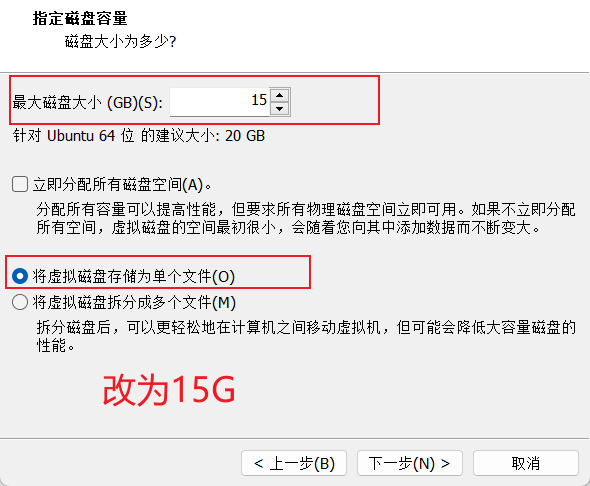 指定磁盘容量
磁盘大小为多少?
最大磁盘大小 (GB)(S): 15
针对 Ubuntu 64 位 的建议大小: 20 GB
立即分配所有磁盘空间(A)。
分配所有容量可以提高性能，但要求所有物理磁盘空间立即可用。如果不立即分配
所有空间，虚拟磁盘的空间最初很小，会随着您向其中添加数据而不断变大。
将虚拟磁盘存储为单个文件(O)
将虚拟磁盘拆分成多个文件(M)
拆分磁盘后，可以更轻松地在计算机之间移动虚拟机，但可能会降低大容量磁盘的
性能。
改为15G
< 上一步(B) 下一步(N) > 取消